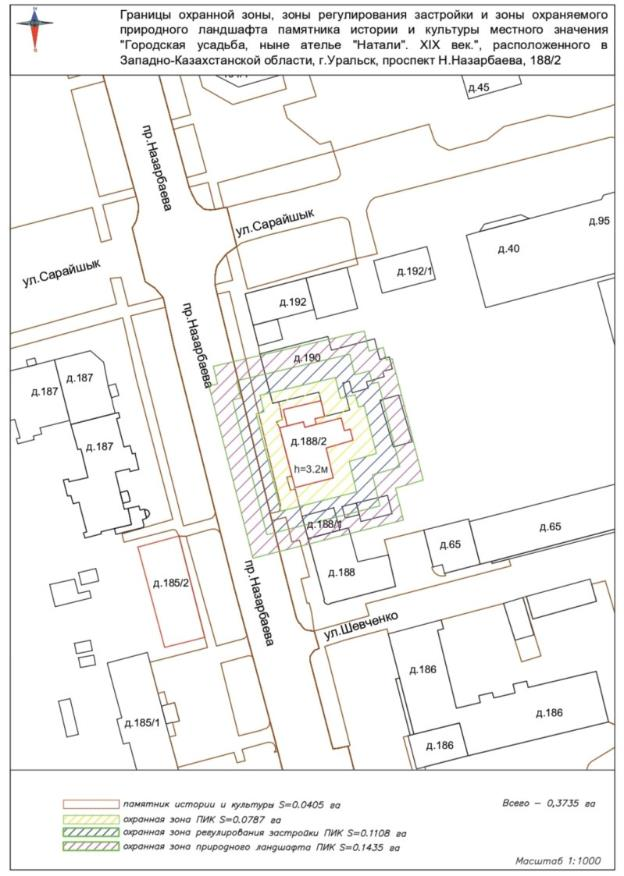 Границы охранной зоны, зоны регулирования застройки и зоны охраняемого
природного ландшафта памятника истории и культуры местного значения
"Городская усадьба, ныне ателье "Натали". XIX век.", расположенного в
Западно-Казахстанской области, г.Уральск, проспект Н.Назарбаева, 188/2
д.45
пр.Назарбаева
ул.Сарайшык
д.95
д.40
ул.Сарайшык
д.192/1
д.192
пр.Назарбаева
д.190
д.187
д.187
д.187
д.188/2
h=3.2м
д.188/1
д.65
д.65
д.188
д.185/2
пр.Назарбаева
ул.Шевченко
д.186
д.186
д.185/1
д.186
памятник истории и культуры S=0.0405 га
Всего – 0,3735 га
охранная зона ПИК S=0.0787 га
охранная зона регулирования застройки ПИК S=0.1108 га
охранная зона природного ландшафта ПИК S=0.1435 га
Масштаб 1:1000